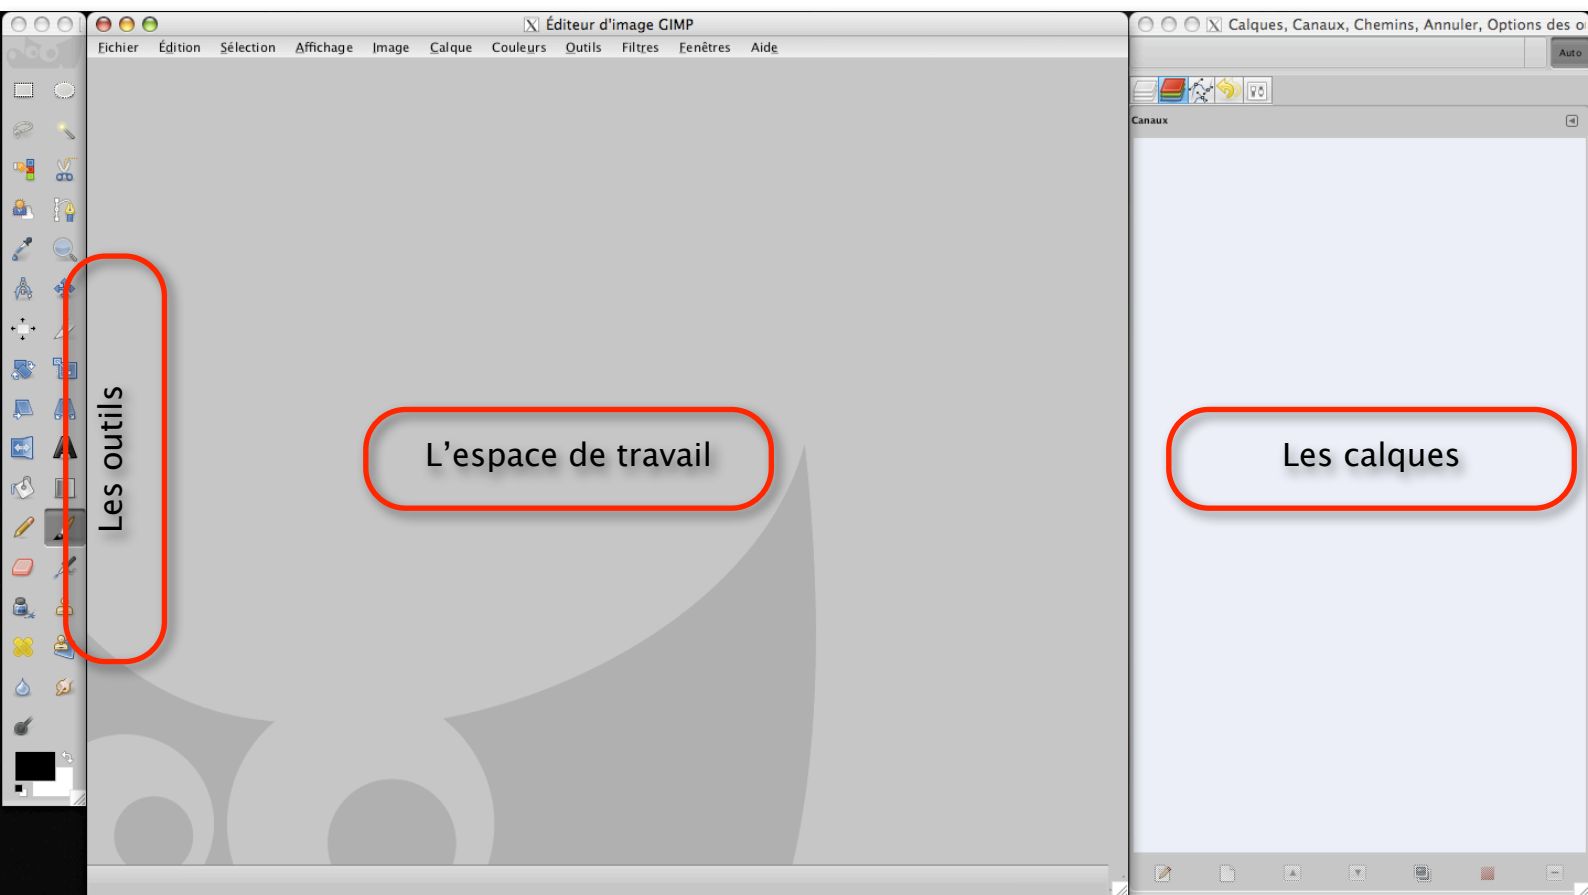 Éditeur d'image GIMP
Calques, Canaux, Chemins, Annuler, Options des o
Fichier Édition Sélection Affichage Image Calque Couleurs Outils Filtres Fenêtres Aide
Auto
Canaux
Les outils
L'espace de travail
Les calques